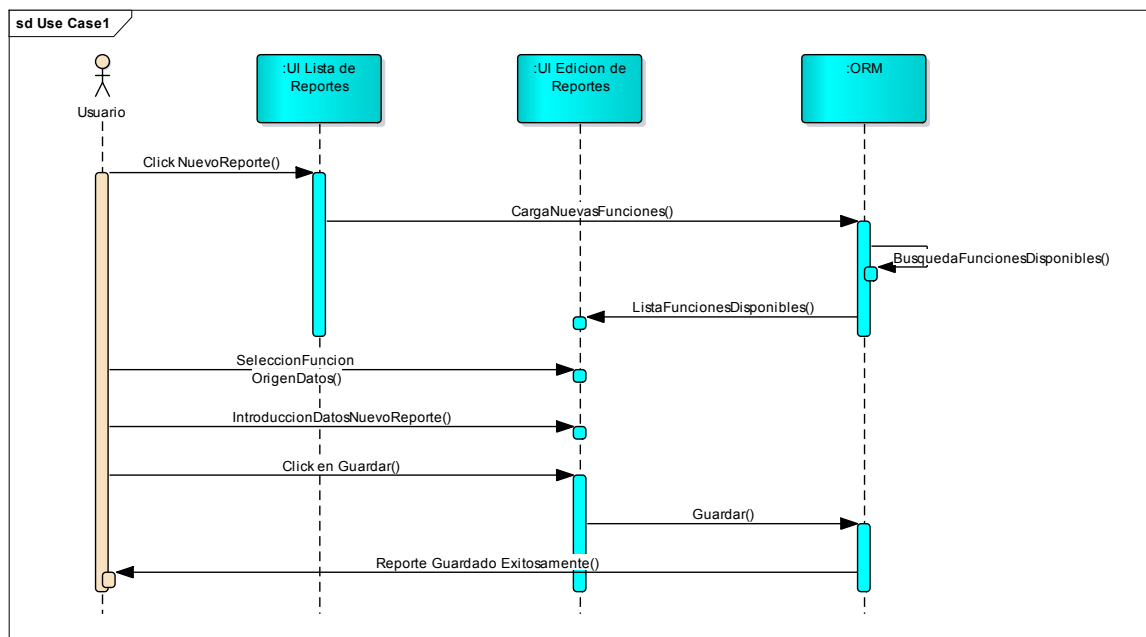 sd Use Case1
:UI Lista de
Reportes
:UI Edicion de
Reportes
:ORM
Usuario
Click NuevoReporte()
CargaNuevasFunciones()
BusquedaFuncionesDisponibles()
ListaFuncionesDisponibles()
SeleccionFuncion
OrigenDatos()
IntroduccionDatosNuevoReporte()
Click en Guardar()
Guardar()
Reporte Guardado Exitosamente()